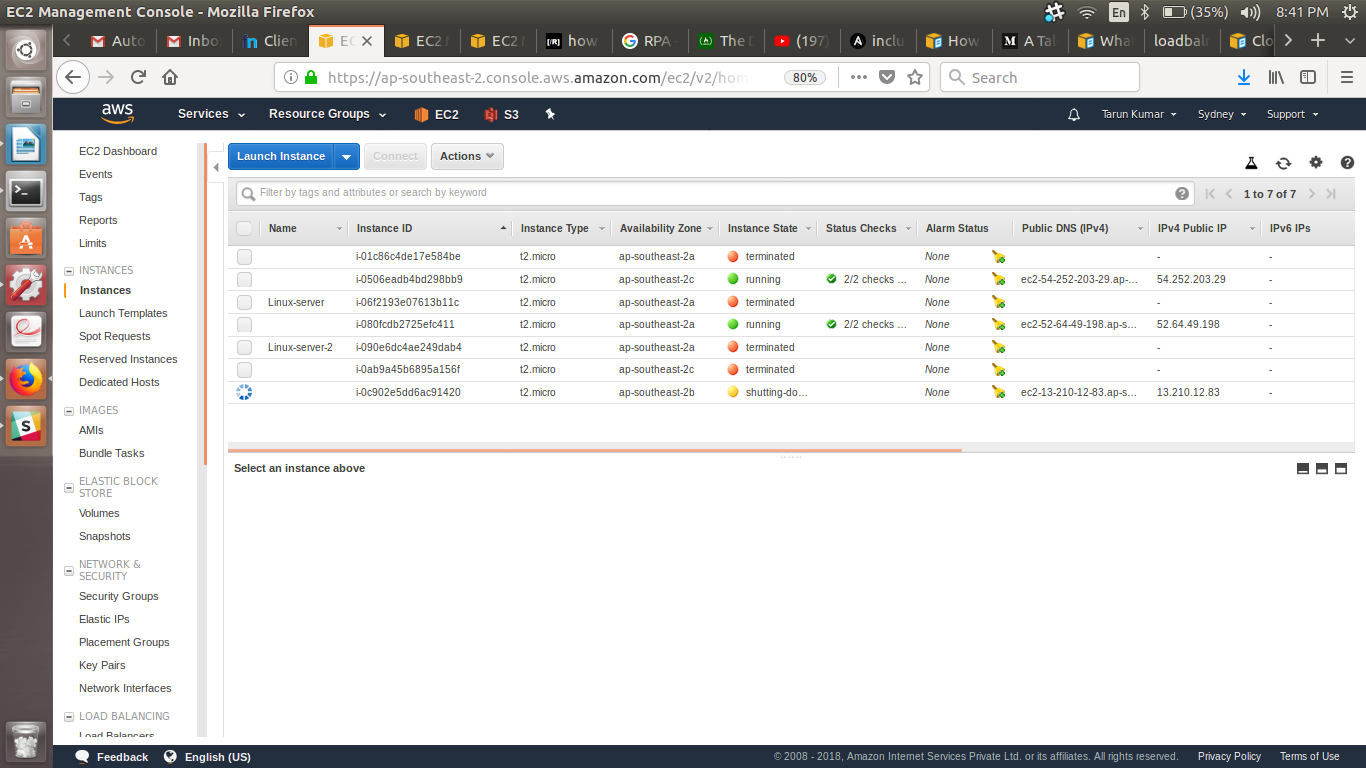 EC2 Management Console - Mozilla Firefox
En (35%) 8:41 PM
Auto Inbo Clien EC EC2 EC2 how RPA - The D (197) inclu How A Tal Wha loadbaln Clo
https://ap-southeast-2.console.aws.amazon.com/ec2/v2/hom 80% Search
aws Services Resource Groups EC2 S3 Tarun Kumar Sydney Support
EC2 Dashboard
Events
Tags
Reports
Limits
INSTANCES
Instances
Launch Templates
Spot Requests
Reserved Instances
Dedicated Hosts
IMAGES
AMIs
Bundle Tasks
ELASTIC BLOCK
STORE
Volumes
Snapshots
NETWORK &
SECURITY
Security Groups
Elastic IPs
Placement Groups
Key Pairs
Network Interfaces
LOAD BALANCING
Load Balancers
Launch Instance Connect Actions
Filter by tags and attributes or search by keyword 1 to 7 of 7
Name Instance ID Instance Type Availability Zone Instance State Status Checks Alarm Status Public DNS (IPv4) IPv4 Public IP IPv6 IPs
i-01c86c4de17e584be t2.micro ap-southeast-2a terminated None - -
i-0506eadb4bd298bb9 t2.micro ap-southeast-2c running 2/2 checks ... None ec2-54-252-203-29.ap-... 54.252.203.29 -
Linux-server i-06f2193e07613b11c t2.micro ap-southeast-2a terminated None - -
i-080fcdb2725efc411 t2.micro ap-southeast-2a running 2/2 checks ... None ec2-52-64-49-198.ap-s... 52.64.49.198 -
Linux-server-2 i-090e6dc4ae249dab4 t2.micro ap-southeast-2a terminated None - -
i-0ab9a45b6895a156f t2.micro ap-southeast-2c terminated None - -
i-0c902e5dd6ac91420 t2.micro ap-southeast-2b shutting-do... None ec2-13-210-12-83.ap-s... 13.210.12.83 -
Select an instance above
Feedback English (US) © 2008 - 2018, Amazon Internet Services Private Ltd. or its affiliates. All rights reserved. Privacy Policy Terms of Use